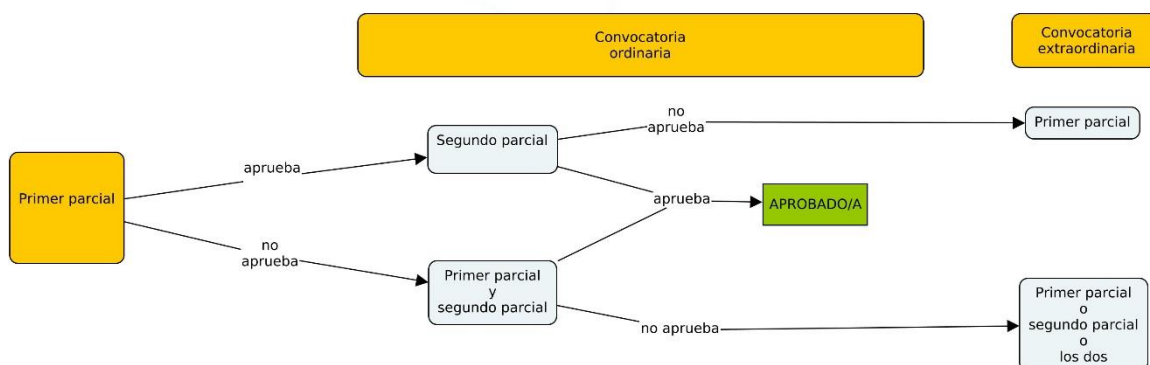 Convocatoria
ordinaria
Convocatoria
extraordinaria
no
aprueba
Primer parcial
Segundo parcial
aprueba
Primer parcial
aprueba
APROBADO/A
no
aprueba
Primer parcial
y
segundo parcial
no aprueba
Primer parcial
o
segundo parcial
o
los dos